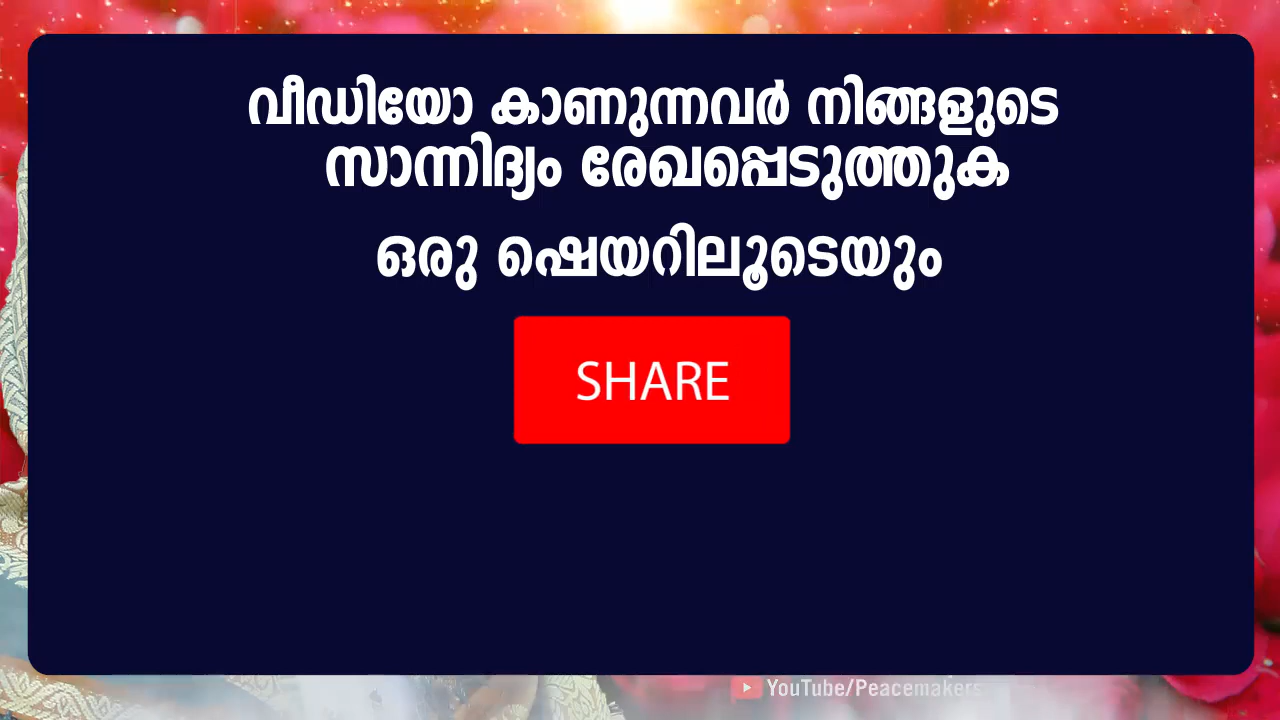 വീഡിയോ കാണുന്നവർ നിങ്ങളുടെ
സാന്നിദ്യം രേഖപ്പെടുത്തുക
ഒരു ഷെയറിലൂടെയും
SHARE
YouTube/Peacemakers